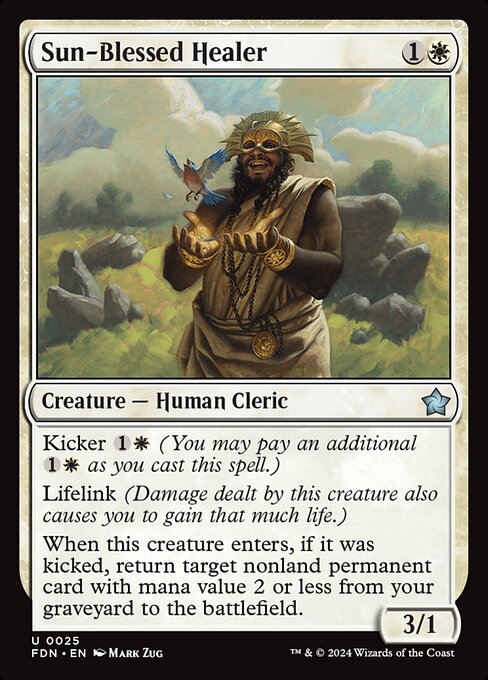 Sun-Blessed Healer 1
Creature — Human Cleric
Kicker 1 (You may pay an additional
1 as you cast this spell.)
Lifelink (Damage dealt by this creature also
causes you to gain that much life.)
When this creature enters, if it was
kicked, return target nonland permanent
card with mana value 2 or less from your
graveyard to the battlefield.
3/1
U 0025
FDN • EN Mark Zug ™ & © 2024 Wizards of the Coast